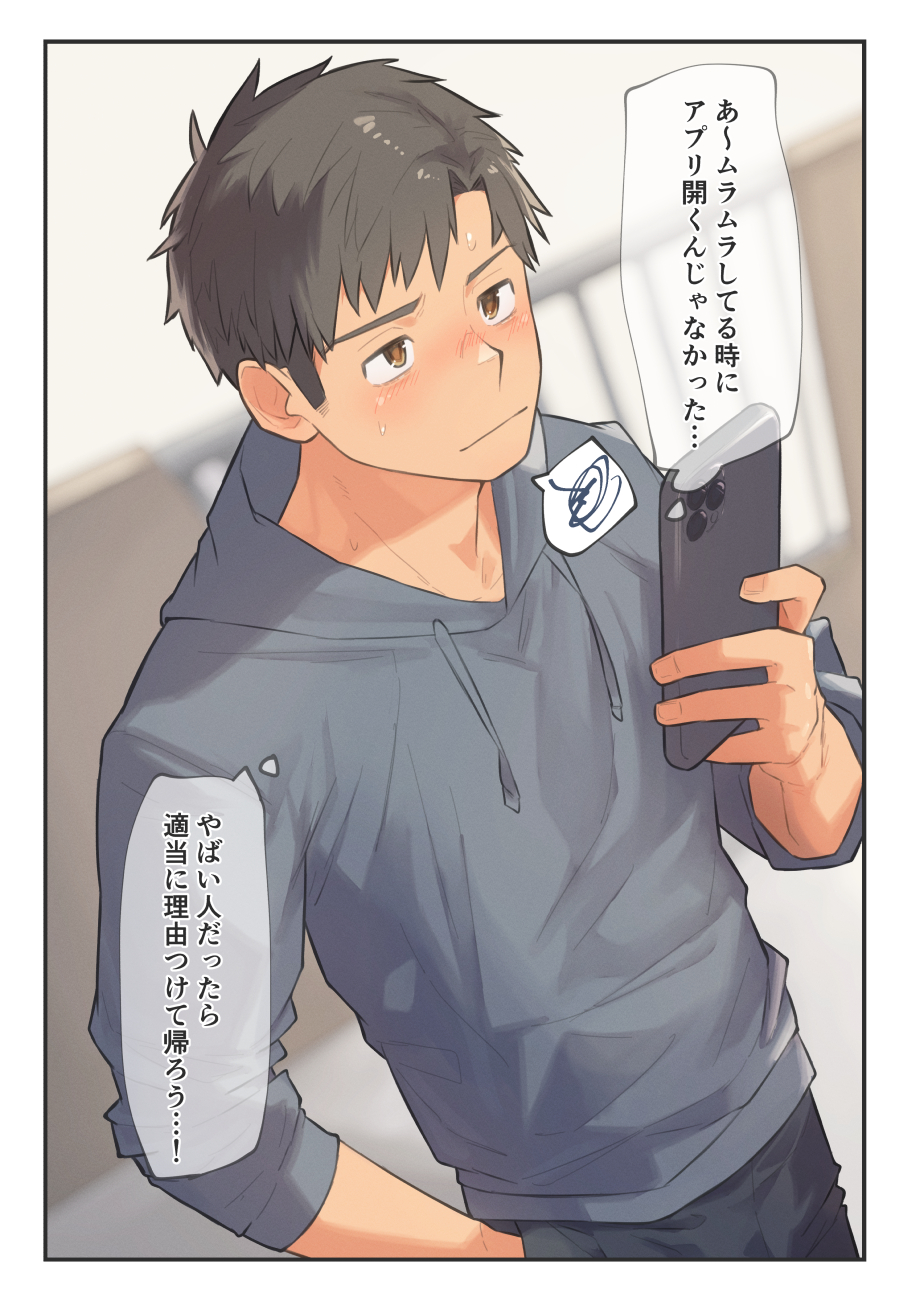 あ～ムラムラしてる時に
アプリ開くんじゃなかった…
やばい人だったら
適当に理由つけて帰ろう…！